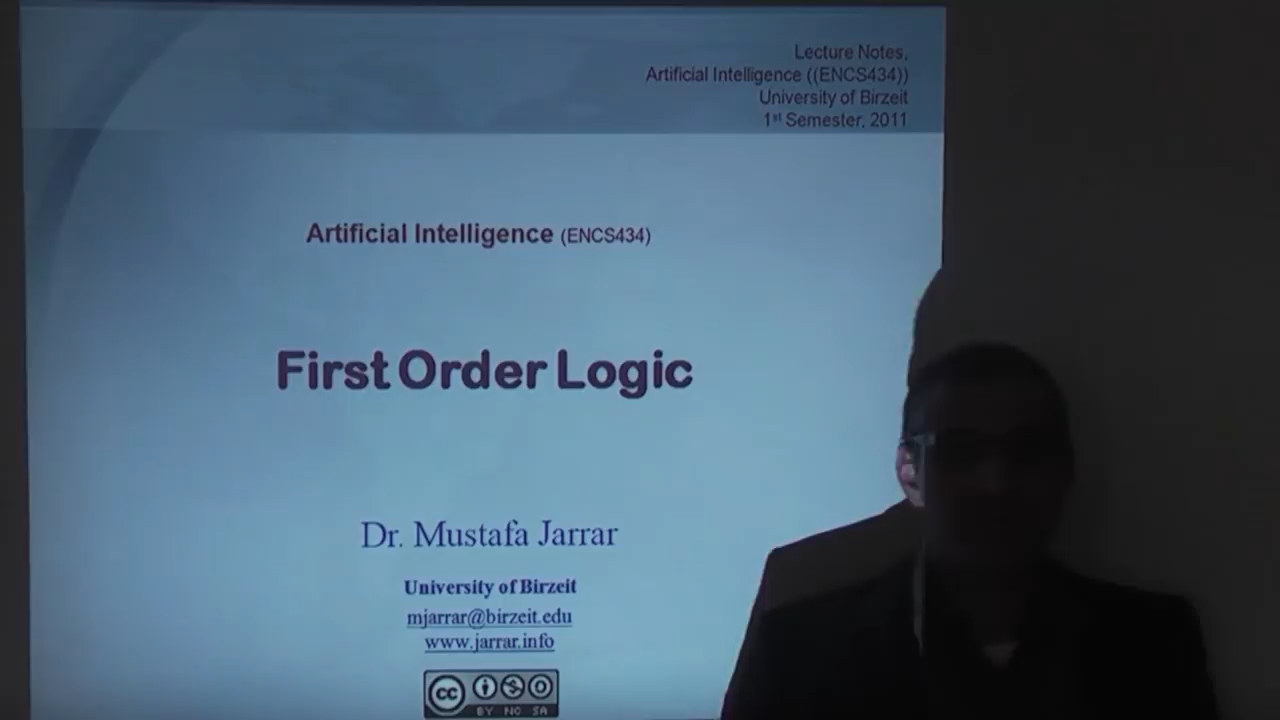 Lecture Notes,
Artificial Intelligence ((ENCS434))
University of Birzeit
1st Semester, 2011
Artificial Intelligence (ENCS434)
First Order Logic
Dr. Mustafa Jarrar
University of Birzeit
mjarrar@birzeit.edu
www.jarrar.info
cc
BY NC SA